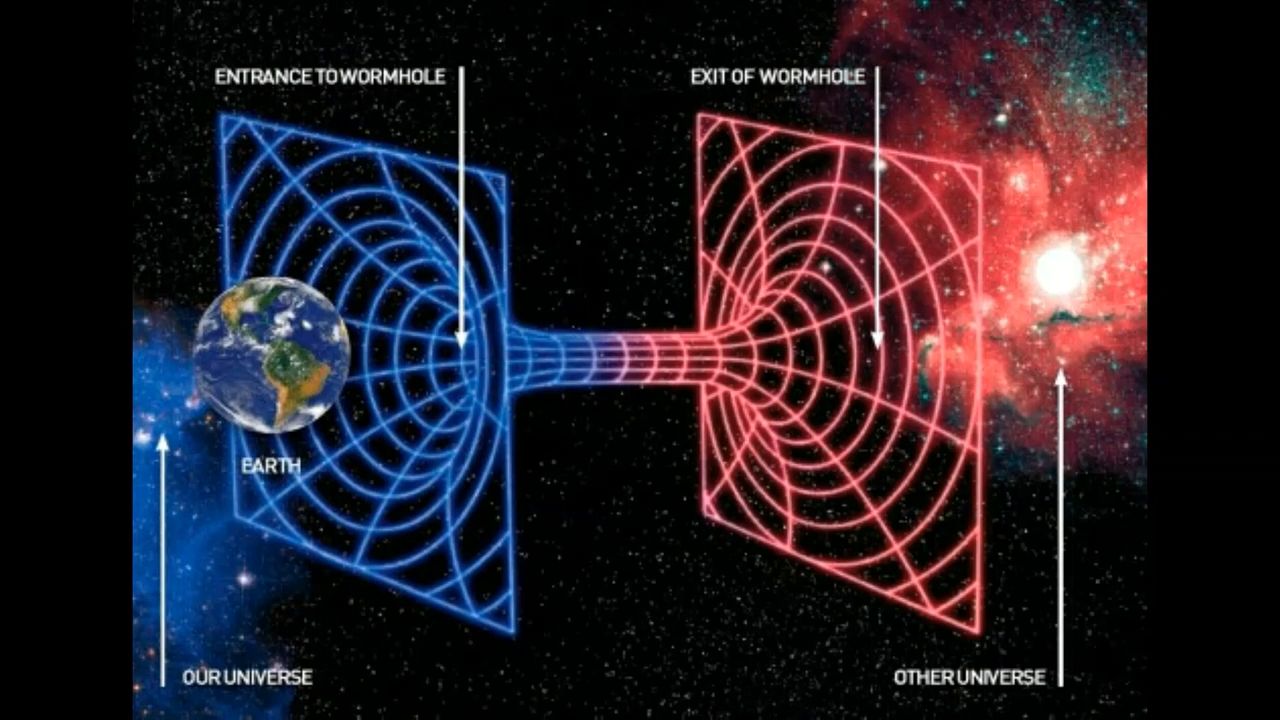 ENTRANCE TO WORMHOLE
EXIT OF WORMHOLE
EARTH
OUR UNIVERSE
OTHER UNIVERSE